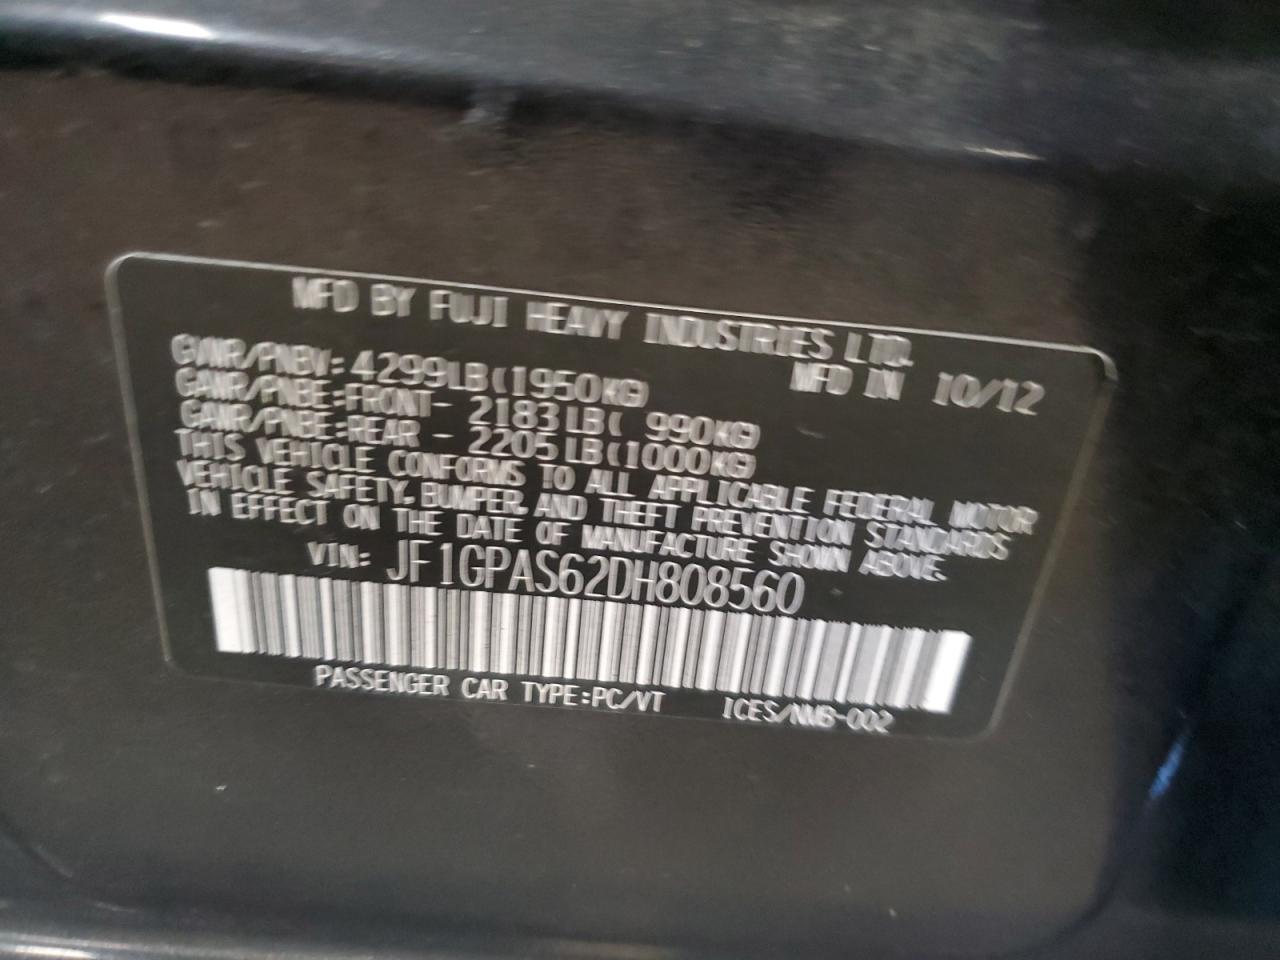 MFD BY FUJI HEAVY INDUSTRIES LTD.
MFD IN 10/12
GVWR/PNBV: 4299LB(1950KG)
GAWR/PNBE:FRONT- 2183LB( 990KG)
GAWR/PNBE:REAR - 2205LB(1000KG)
THIS VEHICLE CONFORMS TO ALL APPLICABLE FEDERAL MOTOR
VEHICLE SAFETY, BUMPER, AND THEFT PREVENTION STANDARDS
IN EFFECT ON THE DATE OF MANUFACTURE SHOWN ABOVE.
VIN: JF1GPAS62DH808560
PASSENGER CAR TYPE:PC/VT ICES/NMB-002